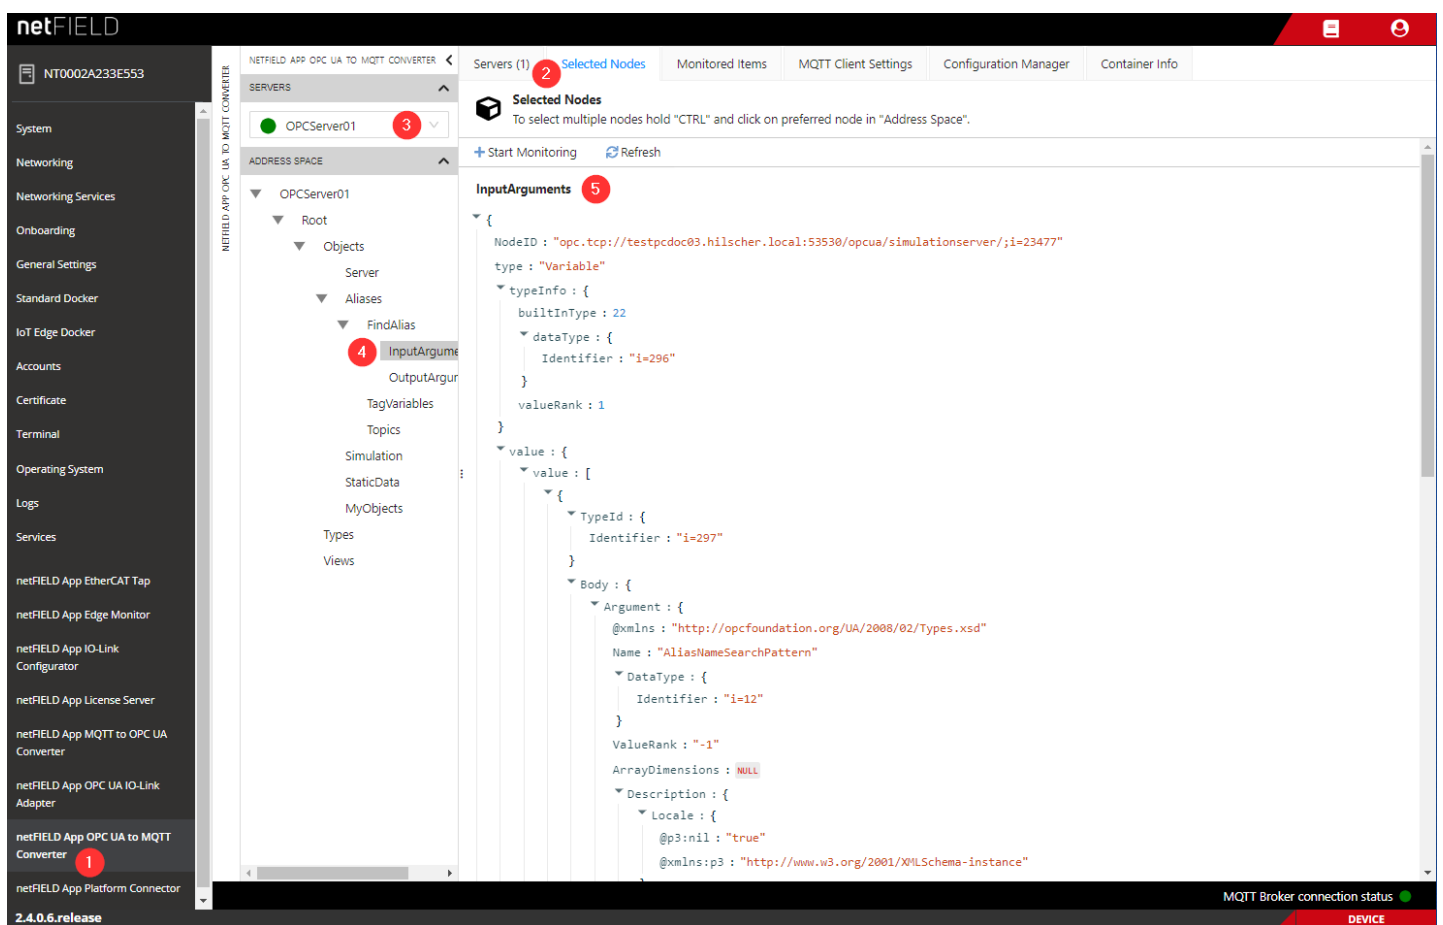 netFIELD
NT0002A233E553
System
Networking
Networking Services
Onboarding
General Settings
Standard Docker
IoT Edge Docker
Accounts
Certificate
Terminal
Operating System
Logs
Services
netFIELD App EtherCAT Tap
netFIELD App Edge Monitor
netFIELD App IO-Link
Configurator
netFIELD App License Server
netFIELD App MQTT to OPC UA
Converter
netFIELD App OPC UA IO-Link
Adapter
netFIELD App OPC UA to MQTT
Converter
1
netFIELD App Platform Connector
2.4.0.6.release
NETFIELD APP OPC UA TO MQTT CONVERTER
NETFIELD APP OPC UA TO MQTT CONVERTER
SERVERS
OPCServer01 3
ADDRESS SPACE
OPCServer01
Root
Objects
Server
Aliases
FindAlias
4 InputArgume
OutputArgur
TagVariables
Topics
Simulation
StaticData
MyObjects
Types
Views
Servers (1) 2 Selected Nodes Monitored Items MQTT Client Settings Configuration Manager Container Info
Selected Nodes
To select multiple nodes hold "CTRL" and click on preferred node in "Address Space".
+ Start Monitoring Refresh
InputArguments 5
{
NodeID : "opc.tcp://testpcdoc03.hilscher.local:53530/opcua/simulationserver/;i=23477"
type : "Variable"
typeInfo : {
builtInType : 22
dataType : {
Identifier : "i=296"
}
valueRank : 1
}
value : {
value : [
{
TypeId : {
Identifier : "i=297"
}
Body : {
Argument : {
@xmlns : "http://opcfoundation.org/UA/2008/02/Types.xsd"
Name : "AliasNameSearchPattern"
DataType : {
Identifier : "i=12"
}
ValueRank : "-1"
ArrayDimensions : NULL
Description : {
Locale : {
@p3:nil : "true"
@xmlns:p3 : "http://www.w3.org/2001/XMLSchema-instance"
MQTT Broker connection status
DEVICE